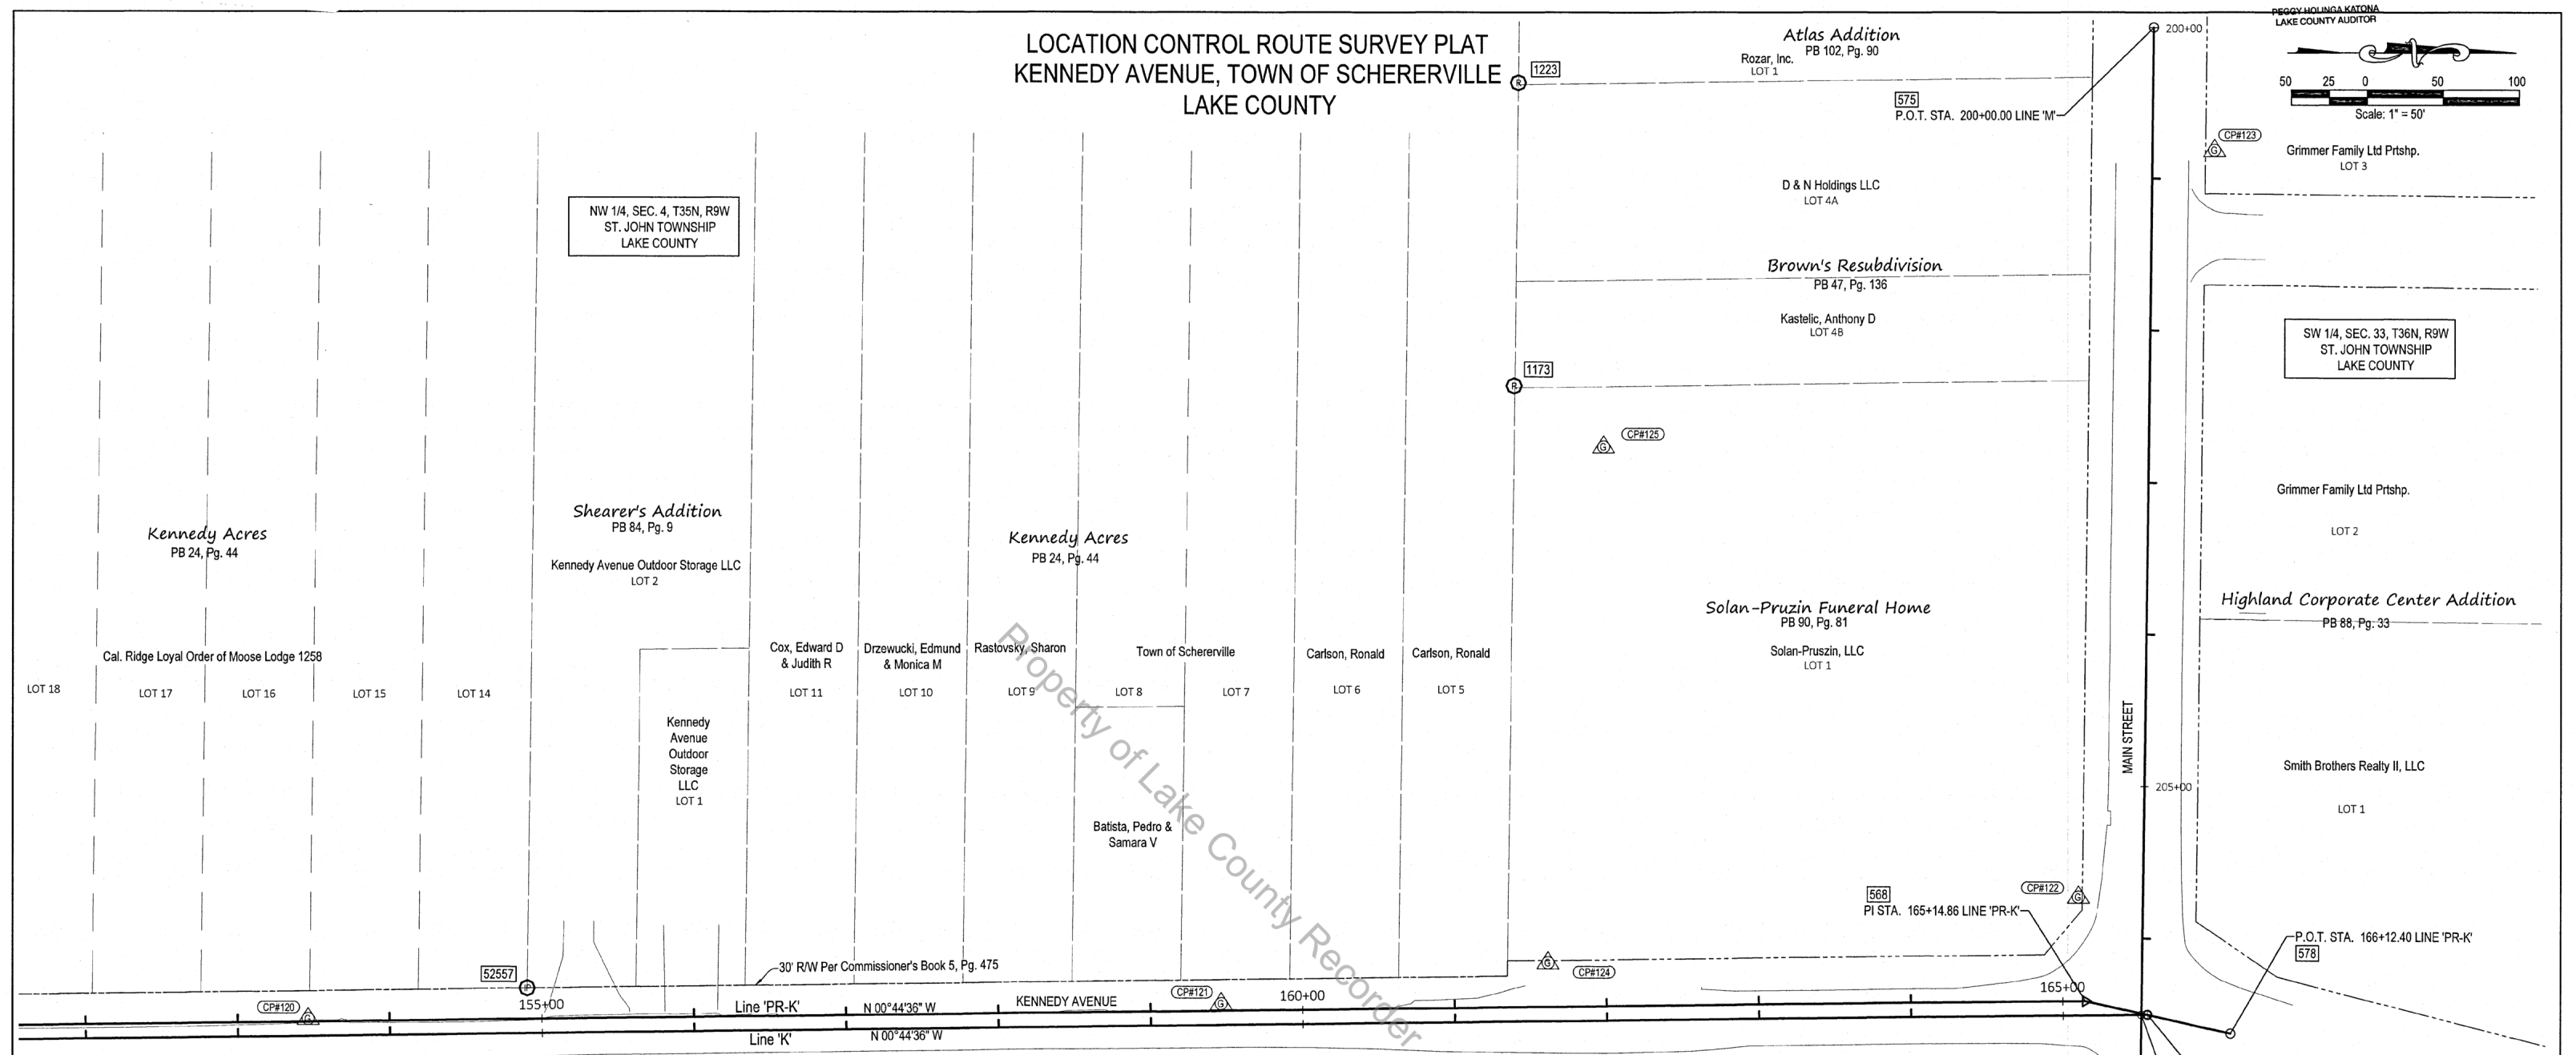 PEGGY HOLINGA KATONA
LAKE COUNTY AUDITOR
LOCATION CONTROL ROUTE SURVEY PLAT
KENNEDY AVENUE, TOWN OF SCHERERVILLE
LAKE COUNTY
Atlas Addition
PB 102, Pg. 90
Rozar, Inc.
LOT 1
1223
575
P.O.T. STA. 200+00.00 LINE 'M'
200+00
50 25 0 50 100
Scale: 1" = 50'
CP#123
G
Grimmer Family Ltd Prtshp.
LOT 3
R
NW 1/4, SEC. 4, T35N, R9W
ST. JOHN TOWNSHIP
LAKE COUNTY
D & N Holdings LLC
LOT 4A
Brown's Resubdivision
PB 47, Pg. 136
Kastelic, Anthony D
LOT 4B
SW 1/4, SEC. 33, T36N, R9W
ST. JOHN TOWNSHIP
LAKE COUNTY
1173
R
CP#125
G
Grimmer Family Ltd Prtshp.
LOT 2
Kennedy Acres
PB 24, Pg. 44
Shearer's Addition
PB 84, Pg. 9
Kennedy Avenue Outdoor Storage LLC
LOT 2
Kennedy Acres
PB 24, Pg. 44
Solan-Pruzin Funeral Home
PB 90, Pg. 81
Solan-Pruszin, LLC
LOT 1
Highland Corporate Center Addition
PB 88, Pg. 33
Cal. Ridge Loyal Order of Moose Lodge 1258
LOT 18
LOT 17
LOT 16
LOT 15
LOT 14
Kennedy
Avenue
Outdoor
Storage
LLC
LOT 1
Cox, Edward D
& Judith R
LOT 11
Drzewucki, Edmund
& Monica M
LOT 10
Rastovsky, Sharon
LOT 9
Town of Schererville
LOT 8
LOT 7
Carlson, Ronald
LOT 6
Carlson, Ronald
LOT 5
Batista, Pedro &
Samara V
MAIN STREET
205+00
Smith Brothers Realty II, LLC
LOT 1
568
PI STA. 165+14.86 LINE 'PR-K'
CP#122
G
P.O.T. STA. 166+12.40 LINE 'PR-K'
578
52557
IP
30' R/W Per Commissioner's Book 5, Pg. 475
G
CP#124
CP#120
G
155+00
Line 'PR-K'
N 00°44'36" W
KENNEDY AVENUE
CP#121
G
160+00
165+00
Line 'K'
N 00°44'36" W
Property of Lake County Recorder